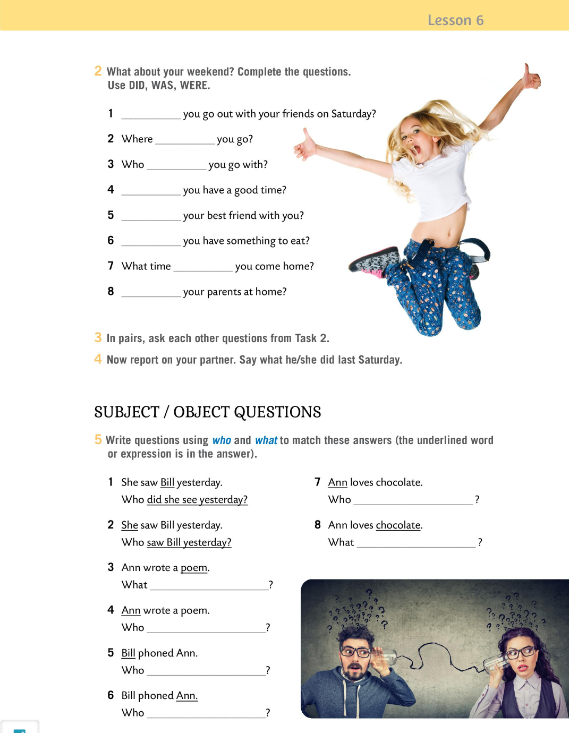 Lesson 6
2 What about your weekend? Complete the questions.
Use DID, WAS, WERE.
1 __________ you go out with your friends on Saturday?
2 Where __________ you go?
3 Who __________ you go with?
4 __________ you have a good time?
5 __________ your best friend with you?
6 __________ you have something to eat?
7 What time __________ you come home?
8 __________ your parents at home?
3 In pairs, ask each other questions from Task 2.
4 Now report on your partner. Say what he/she did last Saturday.
SUBJECT / OBJECT QUESTIONS
5 Write questions using who and what to match these answers (the underlined word
or expression is in the answer).
1 She saw Bill yesterday.
Who did she see yesterday?
2 She saw Bill yesterday.
Who saw Bill yesterday?
3 Ann wrote a poem.
What ____________________?
4 Ann wrote a poem.
Who ____________________?
5 Bill phoned Ann.
Who ____________________?
6 Bill phoned Ann.
Who ____________________?
7 Ann loves chocolate.
Who ____________________?
8 Ann loves chocolate.
What ____________________?